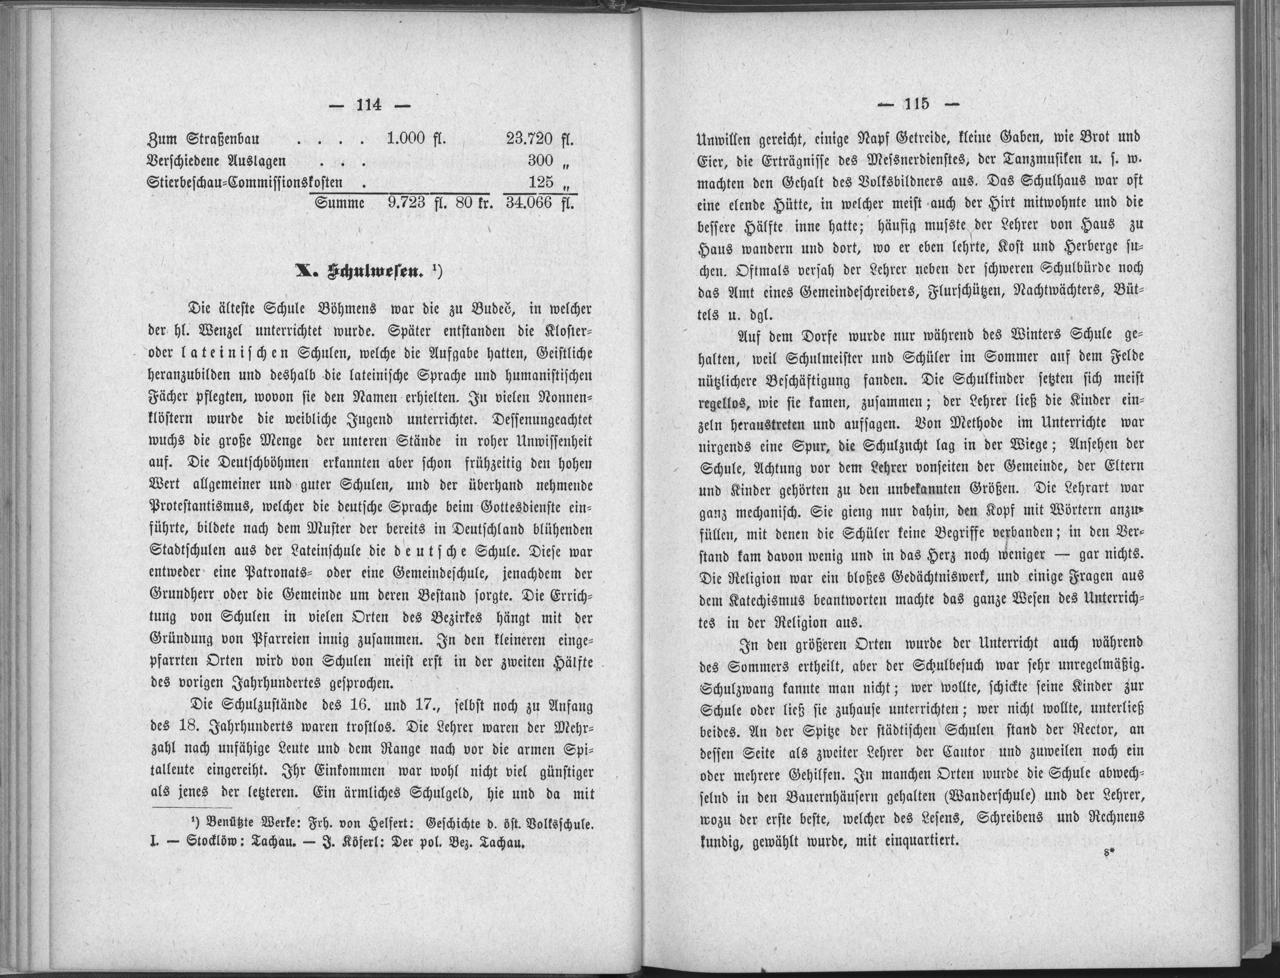 — 114 —
Zum Straßenbau . . . . 1.000 fl. 23.720 fl.
Verschiedene Auslagen . . . 300 „
Stierbeschau-Commissionskosten . 125 „
Summe 9.723 fl. 80 kr. 34.066 fl.
X. Schulwesen. ¹)
Die älteste Schule Böhmens war die zu Budeč, in welcher
der hl. Wenzel unterrichtet wurde. Später entstanden die Kloster-
oder lateinischen Schulen, welche die Aufgabe hatten, Geistliche
heranzubilden und deshalb die lateinische Sprache und humanistischen
Fächer pflegten, wovon sie den Namen erhielten. In vielen Nonnen-
klöstern wurde die weibliche Jugend unterrichtet. Dessenungeachtet
wuchs die große Menge der unteren Stände in roher Unwissenheit
auf. Die Deutschböhmen erkannten aber schon frühzeitig den hohen
Wert allgemeiner und guter Schulen, und der überhand nehmende
Protestantismus, welcher die deutsche Sprache beim Gottesdienste ein-
führte, bildete nach dem Muster der bereits in Deutschland blühenden
Stadtschulen aus der Lateinschule die deutsche Schule. Diese war
entweder eine Patronats- oder eine Gemeindeschule, jenachdem der
Grundherr oder die Gemeinde um deren Bestand sorgte. Die Errich-
tung von Schulen in vielen Orten des Bezirkes hängt mit der
Gründung von Pfarreien innig zusammen. In den kleineren einge-
pfarrten Orten wird von Schulen meist erst in der zweiten Hälfte
des vorigen Jahrhundertes gesprochen.
Die Schulzustände des 16. und 17., selbst noch zu Anfang
des 18. Jahrhunderts waren trostlos. Die Lehrer waren der Mehr-
zahl nach unfähige Leute und dem Range nach vor die armen Spi-
talleute eingereiht. Ihr Einkommen war wohl nicht viel günstiger
als jenes der letzteren. Ein ärmliches Schulgeld, hie und da mit
¹) Benützte Werke: Frh. von Helfert: Geschichte d. öst. Volksschule.
I. — Stocklöw: Tachau. — J. Köferl: Der pol. Bez. Tachau.
— 115 —
Unwillen gereicht, einige Napf Getreide, kleine Gaben, wie Brot und
Eier, die Erträgnisse des Messnerdienstes, der Tanzmusiken u. s. w.
machten den Gehalt des Volksbildners aus. Das Schulhaus war oft
eine elende Hütte, in welcher meist auch der Hirt mitwohnte und die
bessere Hälfte inne hatte; häufig musste der Lehrer von Haus zu
Haus wandern und dort, wo er eben lehrte, Kost und Herberge su-
chen. Oftmals versah der Lehrer neben der schweren Schulbürde noch
das Amt eines Gemeindeschreibers, Flurschützen, Nachtwächters, Büt-
tels u. dgl.
Auf dem Dorfe wurde nur während des Winters Schule ge-
halten, weil Schulmeister und Schüler im Sommer auf dem Felde
nützlichere Beschäftigung fanden. Die Schulkinder setzten sich meist
regellos, wie sie kamen, zusammen; der Lehrer ließ die Kinder ein-
zeln heraustreten und aufsagen. Von Methode im Unterrichte war
nirgends eine Spur, die Schulzucht lag in der Wiege; Ansehen der
Schule, Achtung vor dem Lehrer vonseiten der Gemeinde, der Eltern
und Kinder gehörten zu den unbekannten Größen. Die Lehrart war
ganz mechanisch. Sie gieng nur dahin, den Kopf mit Wörtern anzu-
füllen, mit denen die Schüler keine Begriffe verbanden; in den Ver-
stand kam davon wenig und in das Herz noch weniger — gar nichts.
Die Religion war ein bloßes Gedächtniswerk, und einige Fragen aus
dem Katechismus beantworten machte das ganze Wesen des Unterrich-
tes in der Religion aus.
In den größeren Orten wurde der Unterricht auch während
des Sommers ertheilt, aber der Schulbesuch war sehr unregelmäßig.
Schulzwang kannte man nicht; wer wollte, schickte seine Kinder zur
Schule oder ließ sie zuhause unterrichten; wer nicht wollte, unterließ
beides. An der Spitze der städtischen Schulen stand der Rector, an
dessen Seite als zweiter Lehrer der Cantor und zuweilen noch ein
oder mehrere Gehilfen. In manchen Orten wurde die Schule abwech-
selnd in den Bauernhäusern gehalten (Wanderschule) und der Lehrer,
wozu der erste beste, welcher des Lesens, Schreibens und Rechnens
kundig, gewählt wurde, mit einquartiert.
8*